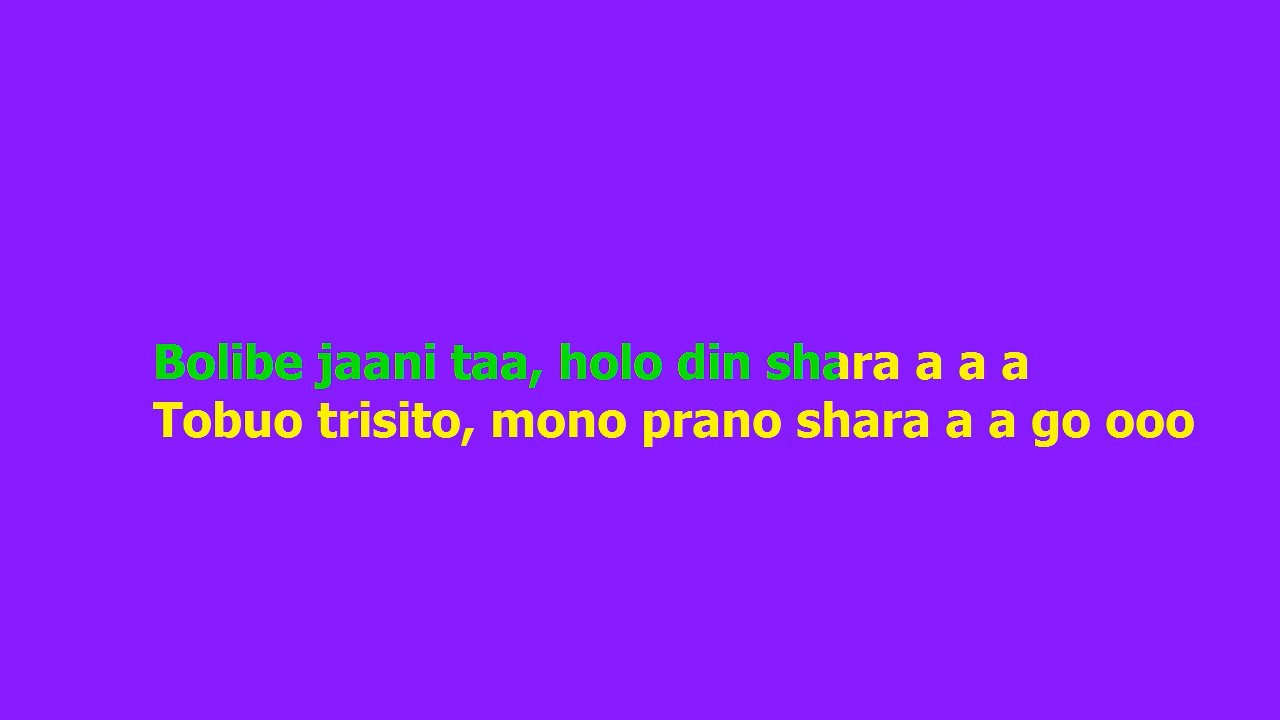 Bolibe jaani taa, holo din shara a a a
Tobuo trisito, mono prano shara a a go ooo